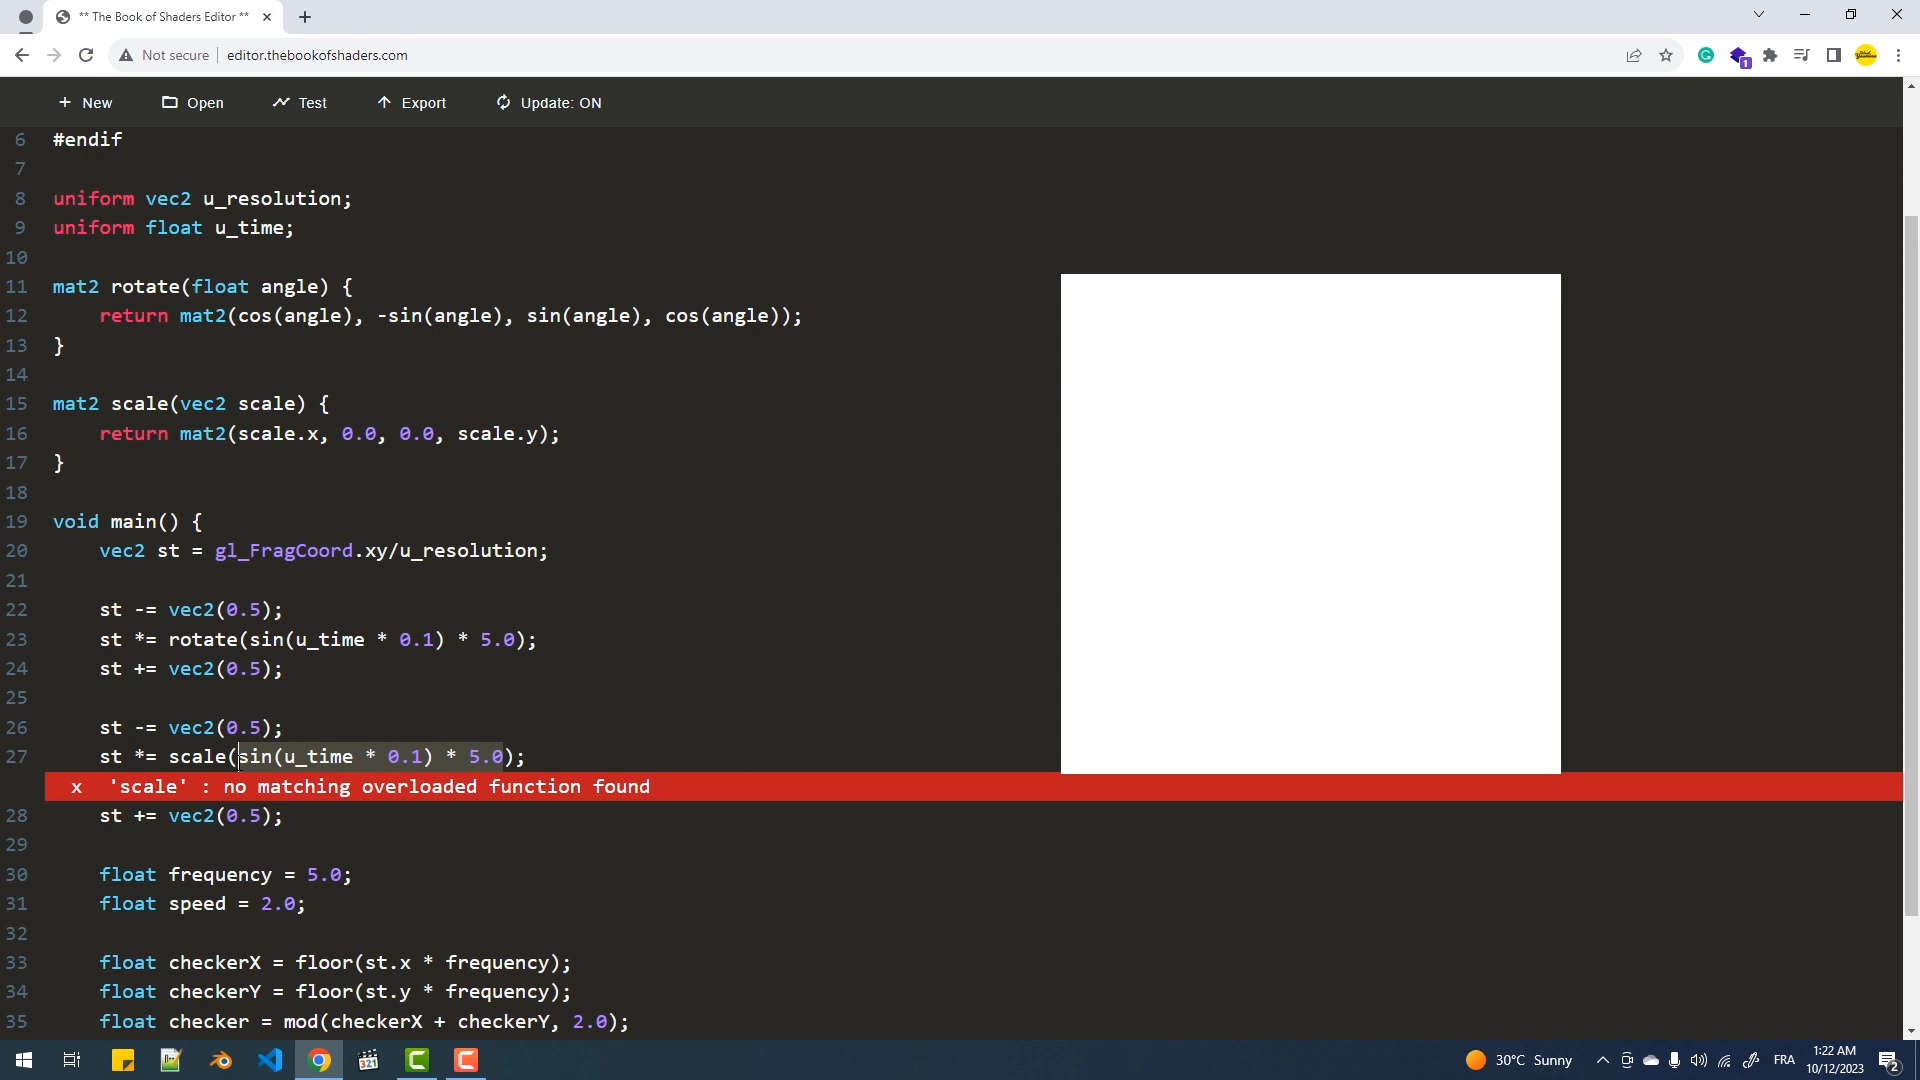 ** The Book of Shaders Editor **
Not secure
editor.thebookofshaders.com
1
New
Open
Test
Export
Update: ON
6 #endif
7
8 uniform vec2 u_resolution;
9 uniform float u_time;
10
11 mat2 rotate(float angle) {
12 return mat2(cos(angle), -sin(angle), sin(angle), cos(angle));
13 }
14
15 mat2 scale(vec2 scale) {
16 return mat2(scale.x, 0.0, 0.0, scale.y);
17 }
18
19 void main() {
20 vec2 st = gl_FragCoord.xy/u_resolution;
21
22 st -= vec2(0.5);
23 st *= rotate(sin(u_time * 0.1) * 5.0);
24 st += vec2(0.5);
25
26 st -= vec2(0.5);
27 st *= scale(sin(u_time * 0.1) * 5.0);
x 'scale' : no matching overloaded function found
28 st += vec2(0.5);
29
30 float frequency = 5.0;
31 float speed = 2.0;
32
33 float checkerX = floor(st.x * frequency);
34 float checkerY = floor(st.y * frequency);
35 float checker = mod(checkerX + checkerY, 2.0);
321
30°C Sunny
FRA
1:22 AM
10/12/2023
2